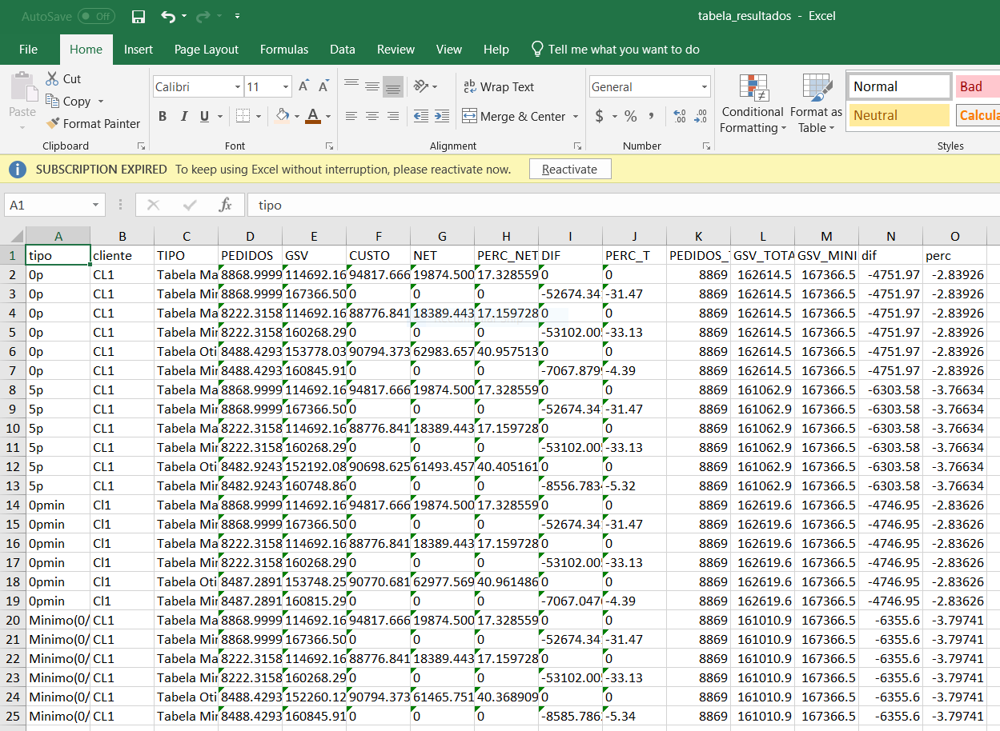 AutoSave Off tabela_resultados - Excel
File Home Insert Page Layout Formulas Data Review View Help Tell me what you want to do
Paste Cut Copy Format Painter Clipboard
Calibri 11 A A B I U A Font
ab Wrap Text Merge & Center Alignment
General $ % , .00 .0 Number
Conditional Formatting Format as Table Normal Bad Neutral Calcula Styles
SUBSCRIPTION EXPIRED To keep using Excel without interruption, please reactivate now. Reactivate
A1 fx tipo
A B C D E F G H I J K L M N O
1 tipo cliente TIPO PEDIDOS GSV CUSTO NET PERC_NET DIF PERC_T PEDIDOS_ GSV_TOTA GSV_MINI dif perc
2 0p CL1 Tabela Ma 8868.9999 114692.16 94817.666 19874.500 17.328559 0 0 8869 162614.5 167366.5 -4751.97 -2.83926
3 0p CL1 Tabela Min 8868.9999 167366.50 0 0 0 -52674.34 -31.47 8869 162614.5 167366.5 -4751.97 -2.83926
4 0p CL1 Tabela Ma 8222.3158 114692.16 88776.841 18389.443 17.159728 0 0 8869 162614.5 167366.5 -4751.97 -2.83926
5 0p CL1 Tabela Min 8222.3158 160268.29 0 0 0 -53102.00 -33.13 8869 162614.5 167366.5 -4751.97 -2.83926
6 0p CL1 Tabela Oti 8488.4293 153778.03 90794.373 62983.657 40.957513 0 0 8869 162614.5 167366.5 -4751.97 -2.83926
7 0p CL1 Tabela Min 8488.4293 160845.91 0 0 0 -7067.879 -4.39 8869 162614.5 167366.5 -4751.97 -2.83926
8 5p CL1 Tabela Ma 8868.9999 114692.16 94817.666 19874.500 17.328559 0 0 8869 161062.9 167366.5 -6303.58 -3.76634
9 5p CL1 Tabela Min 8868.9999 167366.50 0 0 0 -52674.34 -31.47 8869 161062.9 167366.5 -6303.58 -3.76634
10 5p CL1 Tabela Ma 8222.3158 114692.16 88776.841 18389.443 17.159728 0 0 8869 161062.9 167366.5 -6303.58 -3.76634
11 5p CL1 Tabela Min 8222.3158 160268.29 0 0 0 -53102.00 -33.13 8869 161062.9 167366.5 -6303.58 -3.76634
12 5p CL1 Tabela Oti 8482.9243 152192.08 90698.625 61493.457 40.405161 0 0 8869 161062.9 167366.5 -6303.58 -3.76634
13 5p CL1 Tabela Min 8482.9243 160748.86 0 0 0 -8556.783 -5.32 8869 161062.9 167366.5 -6303.58 -3.76634
14 0pmin Cl1 Tabela Ma 8868.9999 114692.16 94817.666 19874.500 17.328559 0 0 8869 162619.6 167366.5 -4746.95 -2.83626
15 0pmin Cl1 Tabela Min 8868.9999 167366.50 0 0 0 -52674.34 -31.47 8869 162619.6 167366.5 -4746.95 -2.83626
16 0pmin Cl1 Tabela Ma 8222.3158 114692.16 88776.841 18389.443 17.159728 0 0 8869 162619.6 167366.5 -4746.95 -2.83626
17 0pmin Cl1 Tabela Min 8222.3158 160268.29 0 0 0 -53102.00 -33.13 8869 162619.6 167366.5 -4746.95 -2.83626
18 0pmin Cl1 Tabela Oti 8487.2891 153748.25 90770.681 62977.569 40.961486 0 0 8869 162619.6 167366.5 -4746.95 -2.83626
19 0pmin Cl1 Tabela Min 8487.2891 160815.29 0 0 0 -7067.047 -4.39 8869 162619.6 167366.5 -4746.95 -2.83626
20 Minimo(0/ CL1 Tabela Ma 8868.9999 114692.16 94817.666 19874.500 17.328559 0 0 8869 161010.9 167366.5 -6355.6 -3.79741
21 Minimo(0/ CL1 Tabela Min 8868.9999 167366.50 0 0 0 -52674.34 -31.47 8869 161010.9 167366.5 -6355.6 -3.79741
22 Minimo(0/ CL1 Tabela Ma 8222.3158 114692.16 88776.841 18389.443 17.159728 0 0 8869 161010.9 167366.5 -6355.6 -3.79741
23 Minimo(0/ CL1 Tabela Min 8222.3158 160268.29 0 0 0 -53102.00 -33.13 8869 161010.9 167366.5 -6355.6 -3.79741
24 Minimo(0/ CL1 Tabela Oti 8488.4293 152260.12 90794.373 61465.751 40.368909 0 0 8869 161010.9 167366.5 -6355.6 -3.79741
25 Minimo(0/ CL1 Tabela Min 8488.4293 160845.91 0 0 0 -8585.786 -5.34 8869 161010.9 167366.5 -6355.6 -3.79741